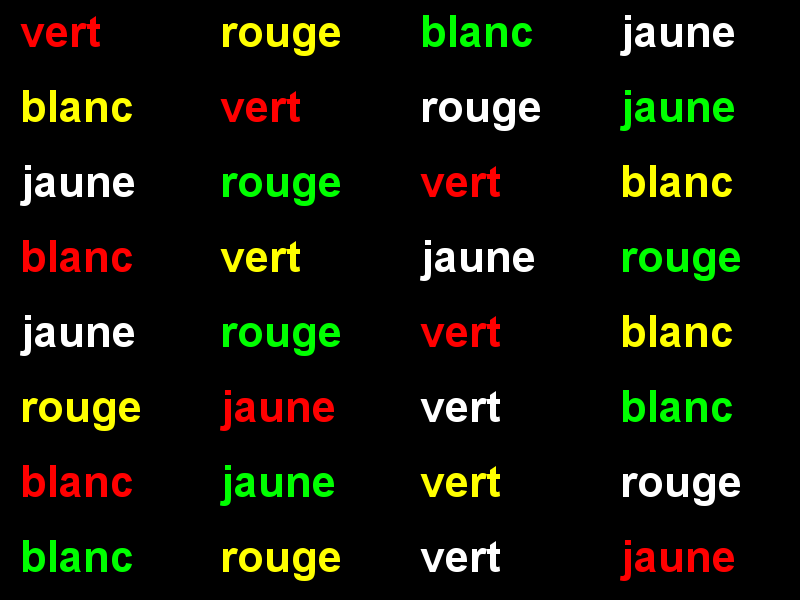 vert rouge blanc jaune
blanc vert rouge jaune
jaune rouge vert blanc
blanc vert jaune rouge
jaune rouge vert blanc
rouge jaune vert blanc
blanc jaune vert rouge
blanc rouge vert jaune